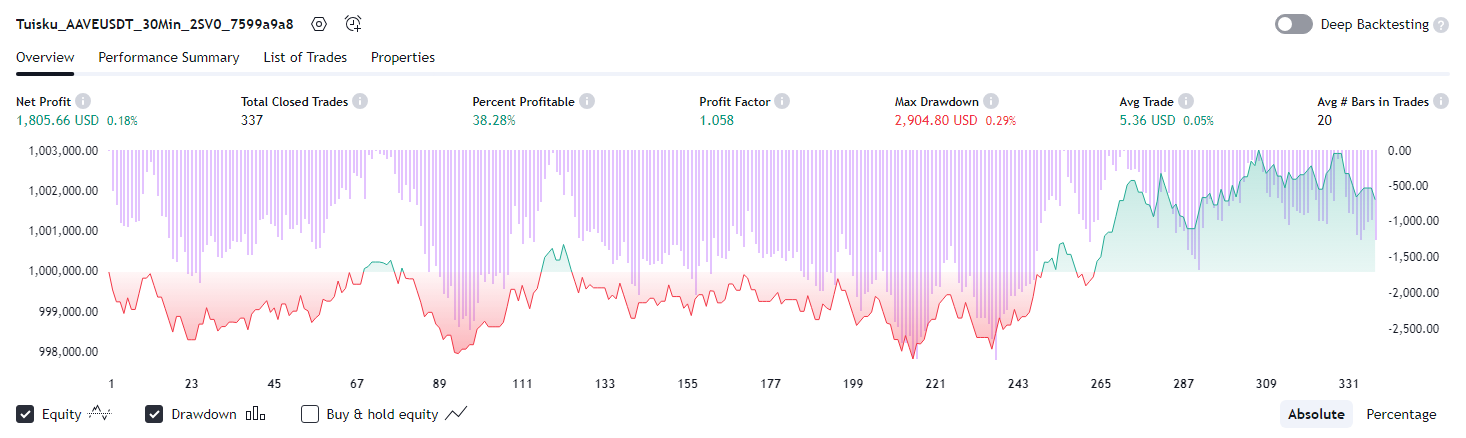 Tuisku_AAVEUSDT_30Min_2SV0_7599a9a8 Deep Backtesting ?
Overview Performance Summary List of Trades Properties
Net Profit i Total Closed Trades i Percent Profitable i Profit Factor i Max Drawdown i Avg Trade i Avg # Bars in Trades i
1,805.66 USD 0.18% 337 38.28% 1.058 2,904.80 USD 0.29% 5.36 USD 0.05% 20
1,003,000.00 0.00
1,002,000.00 -500.00
1,001,000.00 -1,000.00
1,000,000.00 -1,500.00
999,000.00 -2,000.00
998,000.00 -2,500.00
1 23 45 67 89 111 133 155 177 199 221 243 265 287 309 331
Equity Drawdown Buy & hold equity Absolute Percentage